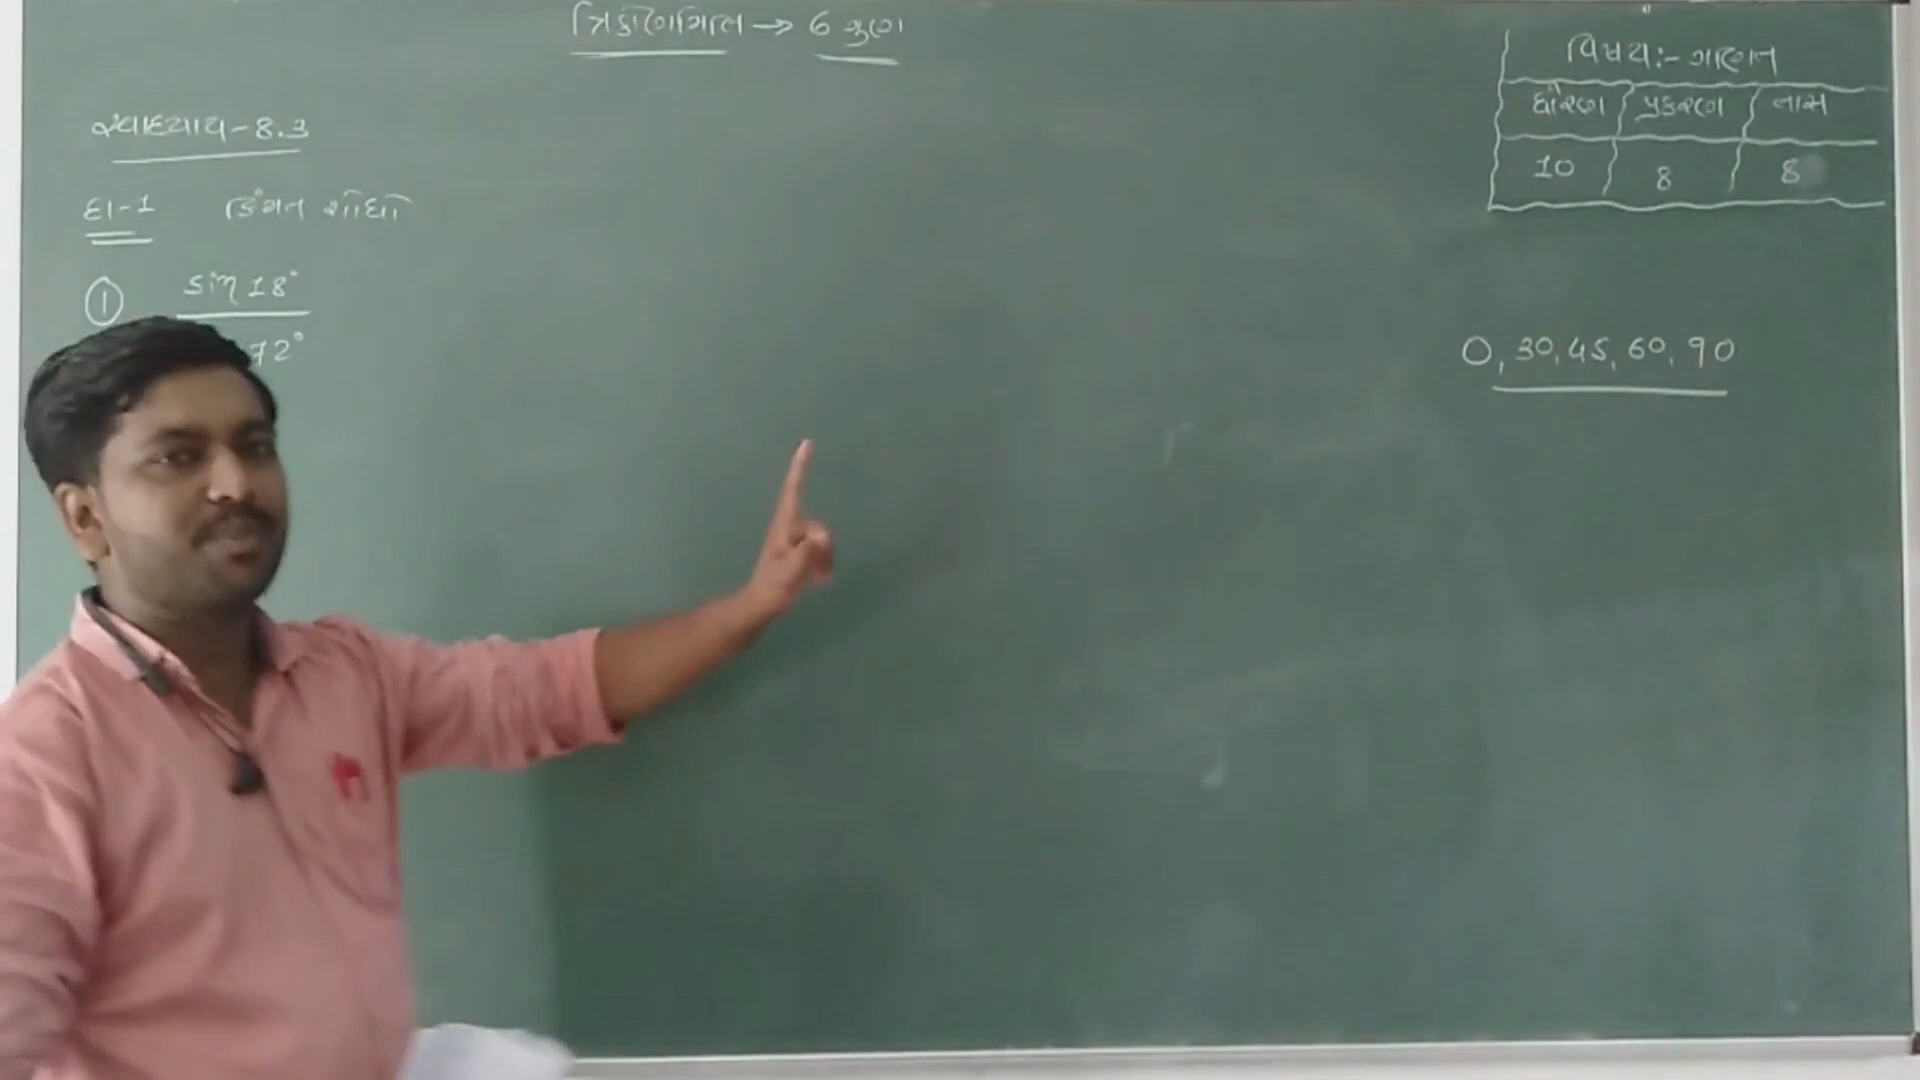 ત્રિકોણમિતિ → 6 ગુણ
વિષય:- ગણિત
ધોરણ પ્રકરણ તાસ
10 8 8
સ્વાધ્યાય-8.3
દા-1 કિંમત શોધો
① sin 18°
72°
0, 30, 45, 60, 90